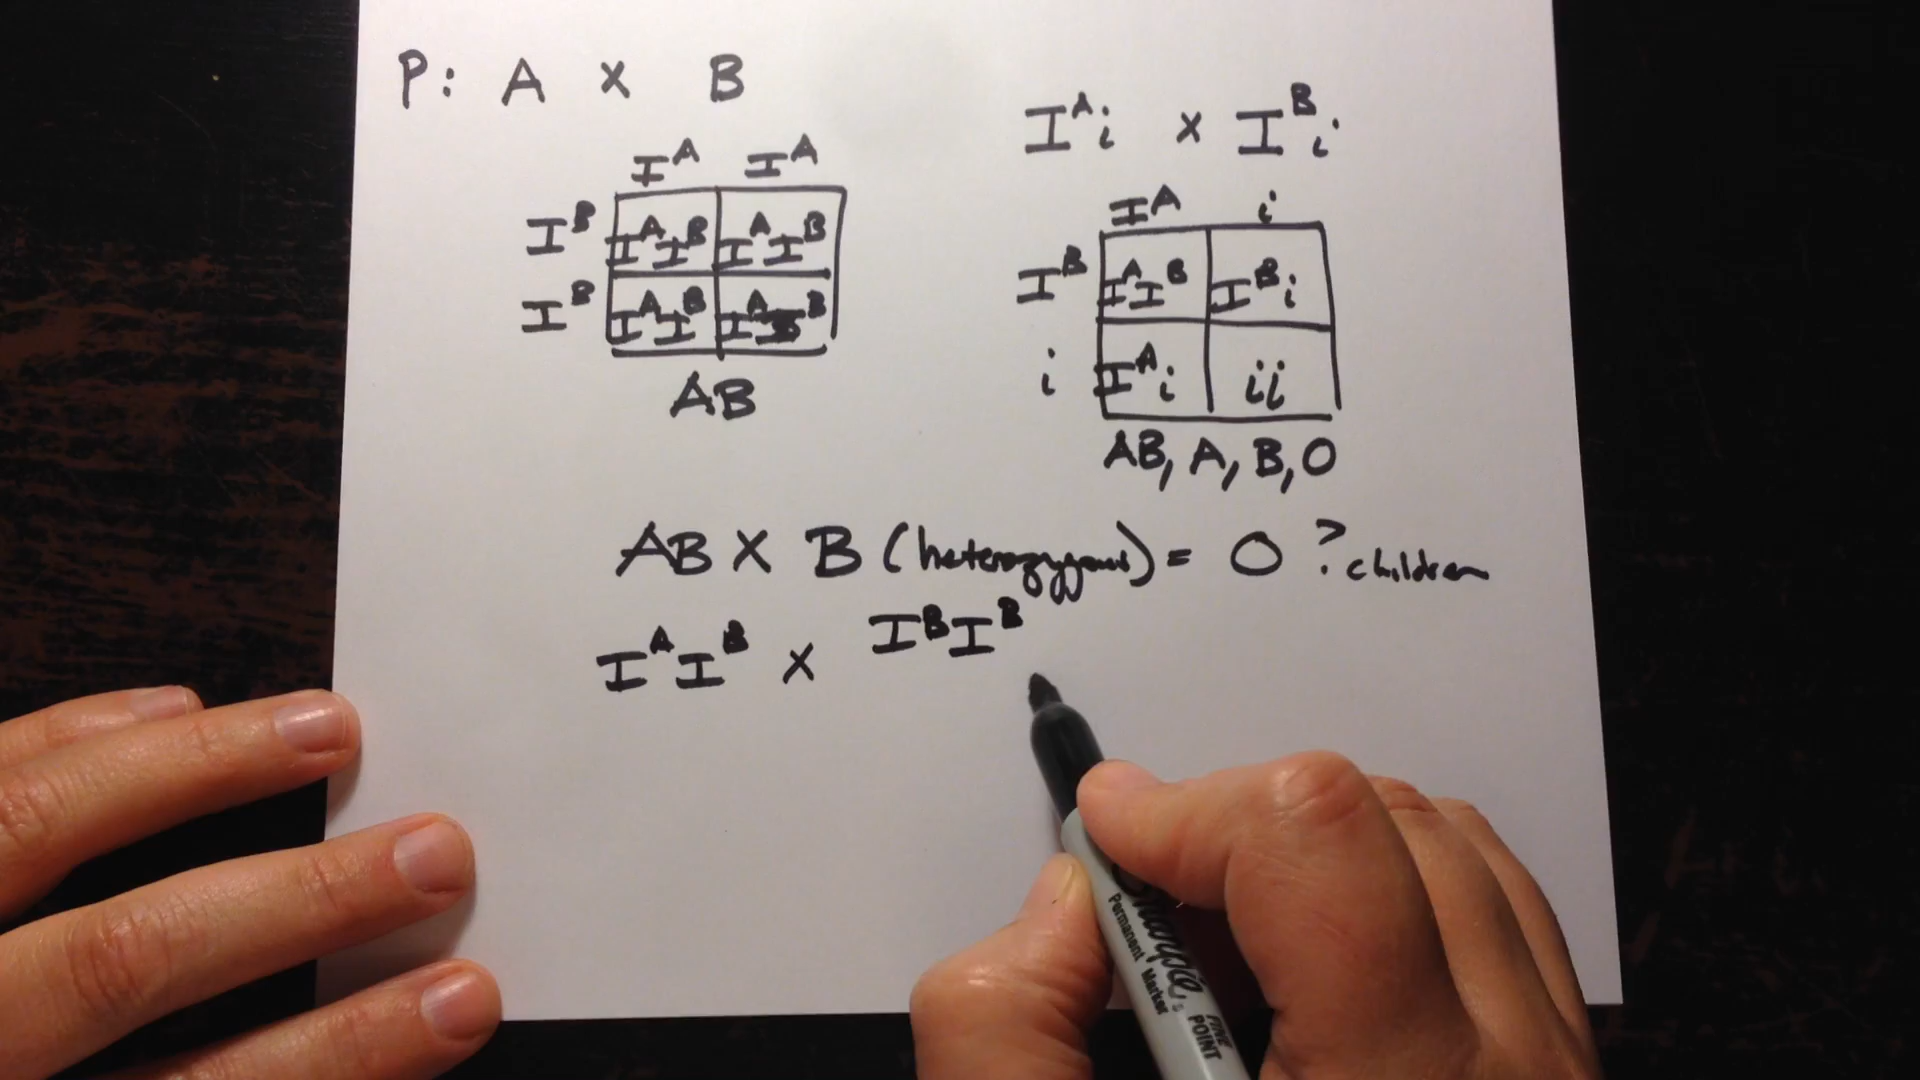 P: A x B
I^A I^A
I^B I^A I^B I^A I^B
I^B I^A I^B I^A I^B
AB
I^A i x I^B i
I^A i
I^B I^A I^B I^B i
i I^A i ii
AB, A, B, O
AB X B (heterozygous) = O ? children
I^A I^B x I^B I^B
Sharpie
Permanent Marker
FINE
POINT